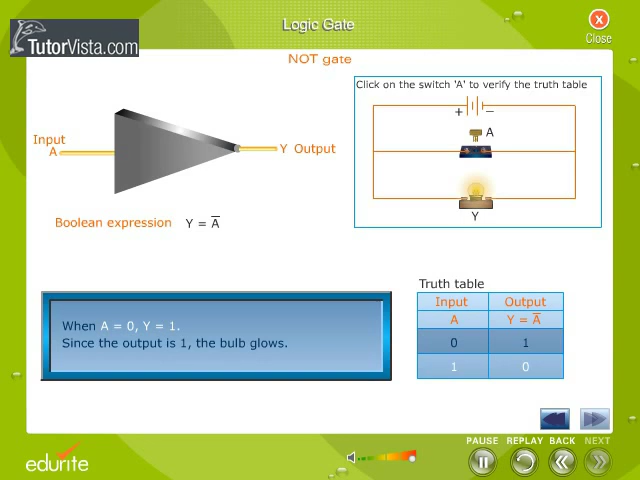 Logic Gate
X
Close
TutorVista.com
NOT gate
Click on the switch 'A' to verify the truth table
+ −
A
Y
Input
A
Y Output
Boolean expression Y = A̅
When A = 0, Y = 1.
Since the output is 1, the bulb glows.
Truth table
Input Output
A Y = A̅
0 1
1 0
PAUSE REPLAY BACK NEXT
edurite